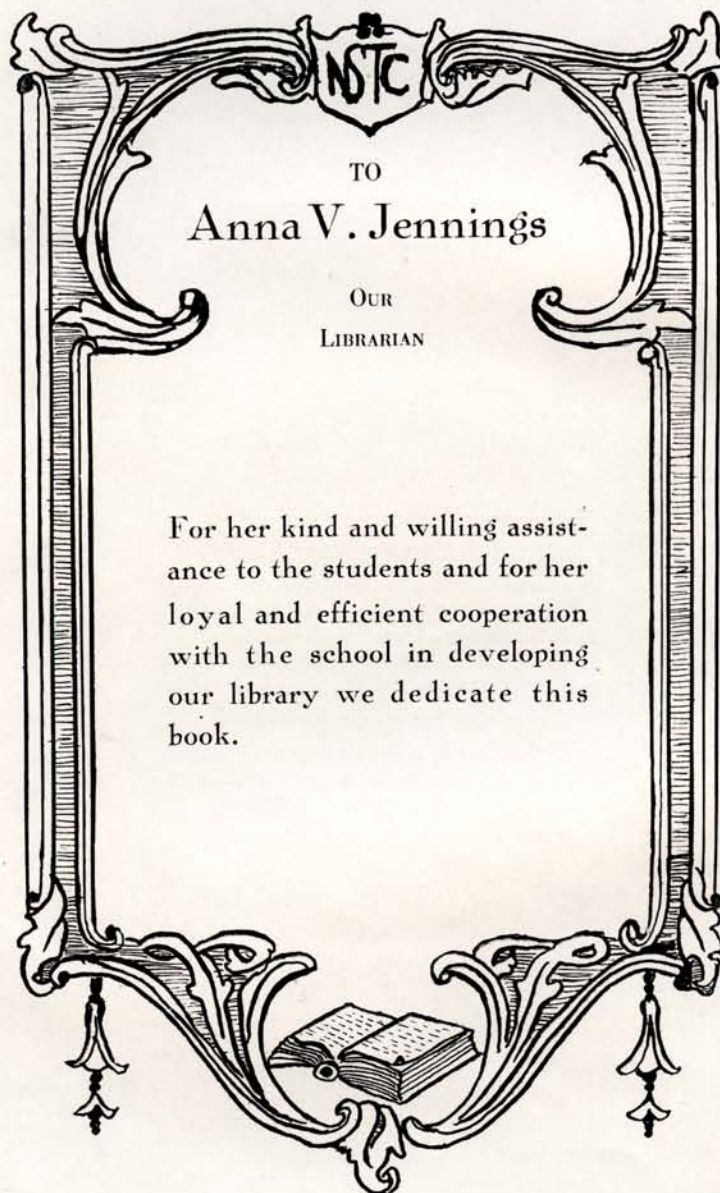 NSTC
TO
Anna V. Jennings
OUR
LIBRARIAN
For her kind and willing assist-
ance to the students and for her
loyal and efficient cooperation
with the school in developing
our library we dedicate this
book.